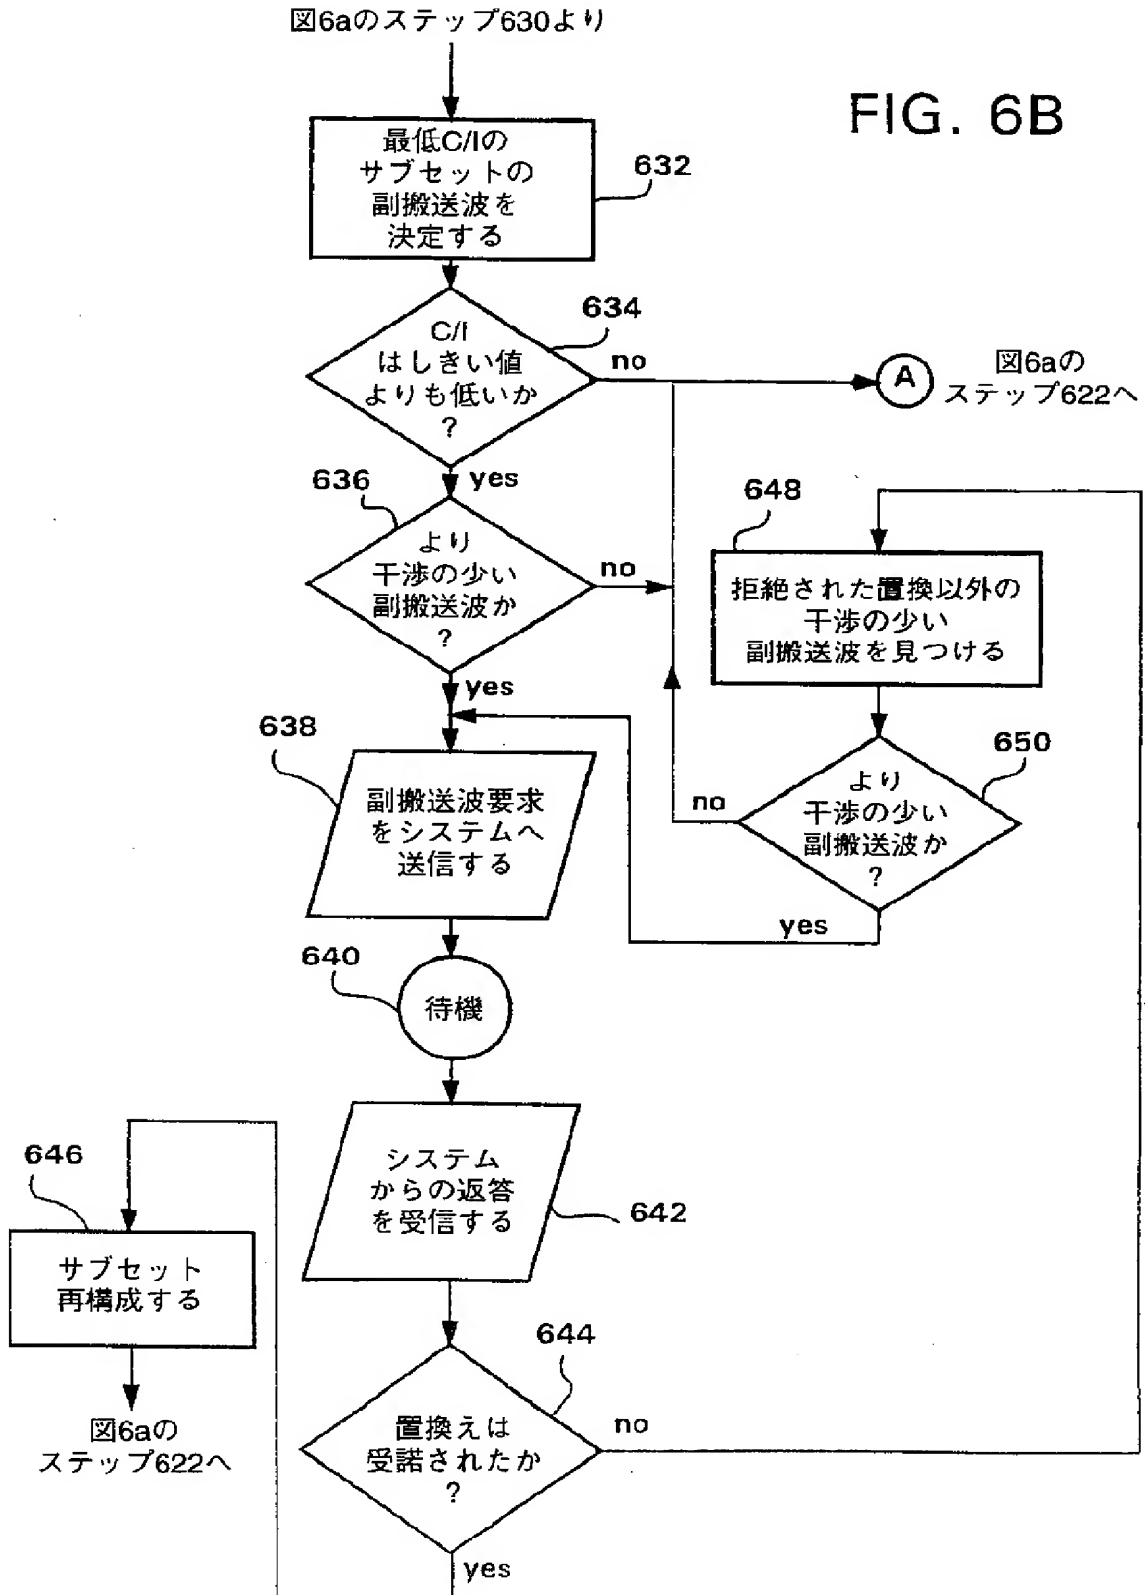 図6aのステップ630より
FIG. 6B
最低C/Iの
サブセットの
副搬送波を
決定する
632
634
C/I
はしきい値
よりも低いか
?
no
A
図6aの
ステップ622へ
yes
636
より
干渉の少い
副搬送波か
?
no
648
拒絶された置換以外の
干渉の少い
副搬送波を見つける
yes
638
副搬送波要求
をシステムへ
送信する
650
より
干渉の少い
副搬送波か
?
no
yes
640
待機
システム
からの返答
を受信する
642
646
サブセット
再構成する
図6aの
ステップ622へ
644
置換えは
受諾されたか
?
no
yes